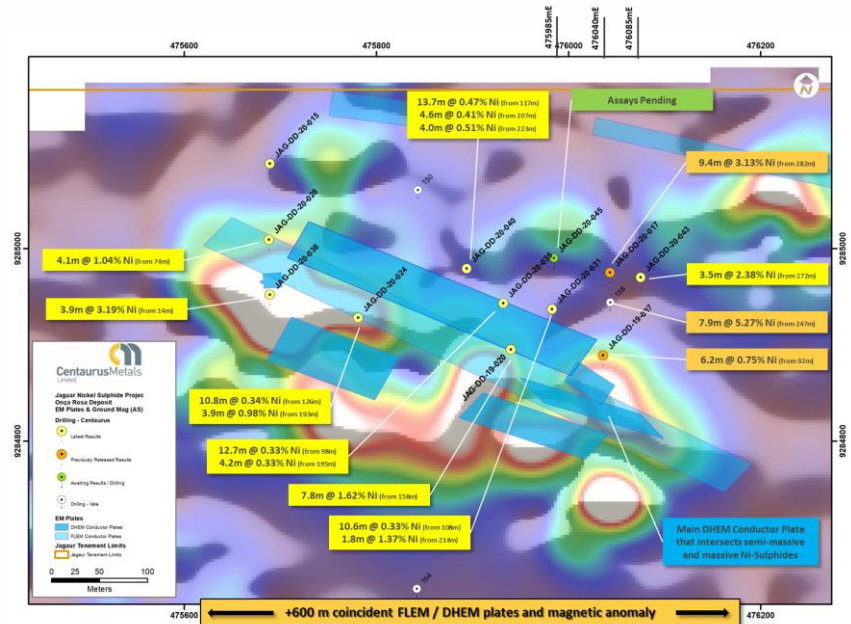 475985mE
476040mE
476085mE
475600
475800
476000
476200
13.7m @ 0.47% Ni (from 117m)
4.6m @ 0.41% Ni (from 207m)
4.0m @ 0.51% Ni (from 223m)
Assays Pending
N
JAG-DD-20-015
150
9.4m @ 3.13% Ni (from 282m)
JAG-DD-20-028
JAG-DD-20-040
JAG-DD-20-045
JAG-DD-20-017
JAG-DD-20-043
9285000
9285000
4.1m @ 1.04% Ni (from 74m)
JAG-DD-20-038
JAG-DD-20-024
JAG-DD-20-031
3.5m @ 2.38% Ni (from 272m)
3.9m @ 3.19% Ni (from 14m)
7.9m @ 5.27% Ni (from 247m)
6.2m @ 0.75% Ni (from 92m)
JAG-DD-19-020
CentaurusMetals
Limited
Jaguar Nickel Sulphide Projec
Onça Rosa Deposit
EM Plates & Ground Mag (AS)
Drilling - Centaurus
Latest Results
Previously Released Results
Awaiting Results / Drilling
Drilling - Vale
EM Plates
DHEM Conductor Plates
FLEM Conductor Plates
Jaguar Tenement Limits
Jaguar Tenement Limits
0 25 50 100
Meters
10.8m @ 0.34% Ni (from 126m)
3.9m @ 0.98% Ni (from 193m)
12.7m @ 0.33% Ni (from 98m)
4.2m @ 0.33% Ni (from 195m)
7.8m @ 1.62% Ni (from 158m)
10.6m @ 0.33% Ni (from 108m)
1.8m @ 1.37% Ni (from 214m)
9284800
9284800
Main DHEM Conductor Plate
that intersects semi-massive
and massive Ni-Sulphides
164
475600
476200
+600 m coincident FLEM / DHEM plates and magnetic anomaly